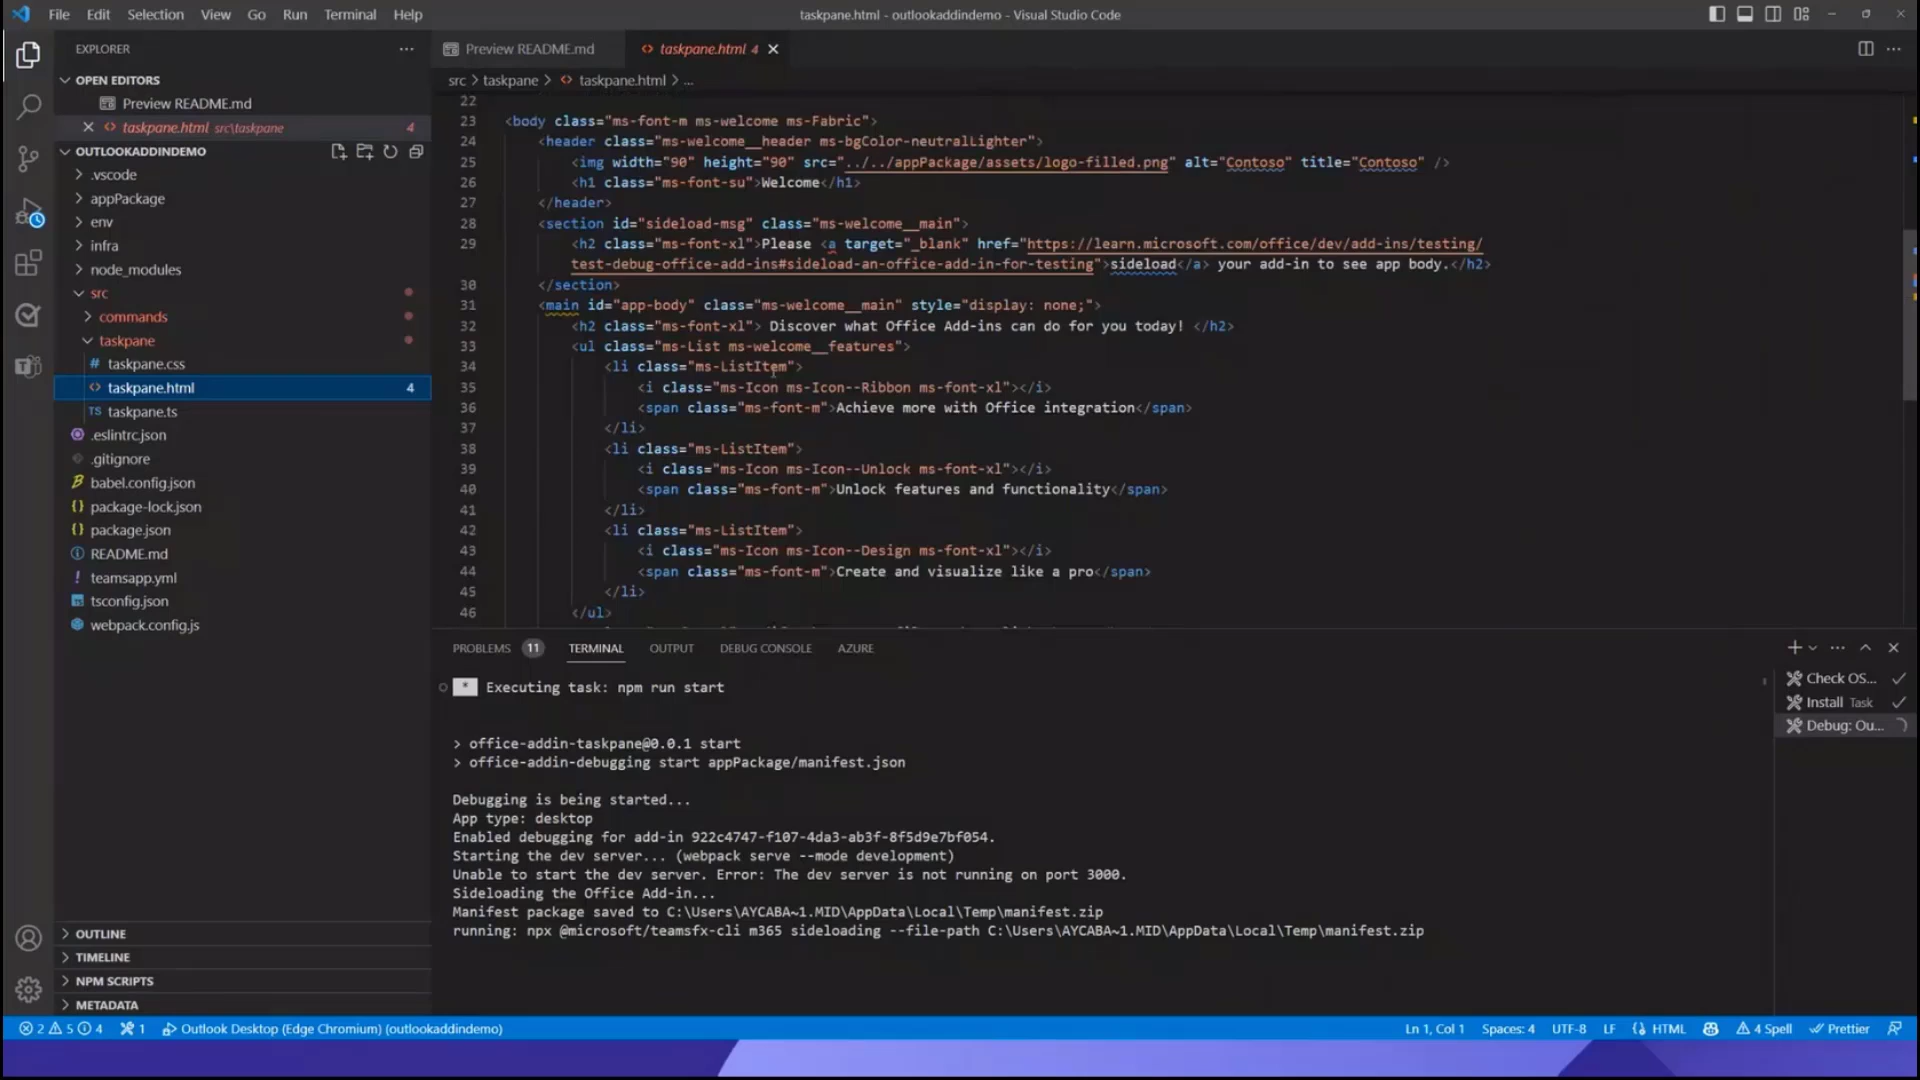 File Edit Selection View Go Run Terminal Help
taskpane.html - outlookaddindemo - Visual Studio Code
EXPLORER
OPEN EDITORS
Preview README.md
taskpane.html src\taskpane 4
OUTLOOKADDINDEMO
.vscode
appPackage
env
infra
node_modules
src
commands
taskpane
# taskpane.css
<> taskpane.html 4
TS taskpane.ts
.eslintrc.json
.gitignore
babel.config.json
{} package-lock.json
{} package.json
README.md
! teamsapp.yml
tsconfig.json
webpack.config.js
OUTLINE
TIMELINE
NPM SCRIPTS
METADATA
Preview README.md
<> taskpane.html 4
src > taskpane > <> taskpane.html > ...
22
23 <body class="ms-font-m ms-welcome ms-Fabric">
24 <header class="ms-welcome__header ms-bgColor-neutralLighter">
25 <img width="90" height="90" src="../../appPackage/assets/logo-filled.png" alt="Contoso" title="Contoso" />
26 <h1 class="ms-font-su">Welcome</h1>
27 </header>
28 <section id="sideload-msg" class="ms-welcome__main">
29 <h2 class="ms-font-xl">Please <a target="_blank" href="https://learn.microsoft.com/office/dev/add-ins/testing/
test-debug-office-add-ins#sideload-an-office-add-in-for-testing">sideload</a> your add-in to see app body.</h2>
30 </section>
31 <main id="app-body" class="ms-welcome__main" style="display: none;">
32 <h2 class="ms-font-xl"> Discover what Office Add-ins can do for you today! </h2>
33 <ul class="ms-List ms-welcome__features">
34 <li class="ms-ListItem">
35 <i class="ms-Icon ms-Icon--Ribbon ms-font-xl"></i>
36 <span class="ms-font-m">Achieve more with Office integration</span>
37 </li>
38 <li class="ms-ListItem">
39 <i class="ms-Icon ms-Icon--Unlock ms-font-xl"></i>
40 <span class="ms-font-m">Unlock features and functionality</span>
41 </li>
42 <li class="ms-ListItem">
43 <i class="ms-Icon ms-Icon--Design ms-font-xl"></i>
44 <span class="ms-font-m">Create and visualize like a pro</span>
45 </li>
46 </ul>
PROBLEMS 11 TERMINAL OUTPUT DEBUG CONSOLE AZURE
* Executing task: npm run start
> office-addin-taskpane@0.0.1 start
> office-addin-debugging start appPackage/manifest.json
Debugging is being started...
App type: desktop
Enabled debugging for add-in 922c4747-f107-4da3-ab3f-8f5d9e7bf054.
Starting the dev server... (webpack serve --mode development)
Unable to start the dev server. Error: The dev server is not running on port 3000.
Sideloading the Office Add-in...
Manifest package saved to C:\Users\AYCABA~1.MID\AppData\Local\Temp\manifest.zip
running: npx @microsoft/teamsfx-cli m365 sideloading --file-path C:\Users\AYCABA~1.MID\AppData\Local\Temp\manifest.zip
Check OS...
Install Task
Debug: Ou...
2 5 4 1 Outlook Desktop (Edge Chromium) (outlookaddindemo)
Ln 1, Col 1 Spaces: 4 UTF-8 LF {} HTML 4 Spell Prettier